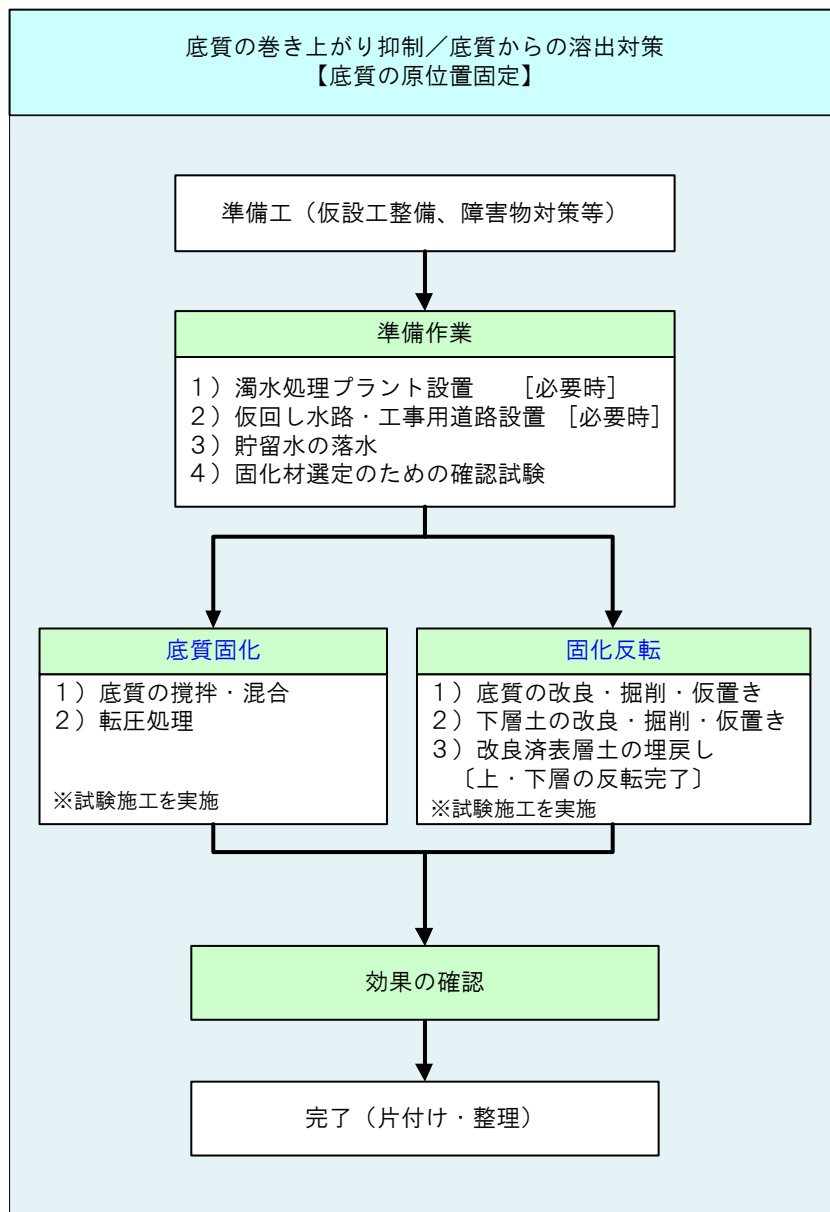 底質の巻き上がり抑制／底質からの溶出対策
【底質の原位置固定】
準備工（仮設工整備、障害物対策等）
準備作業
１）濁水処理プラント設置　　［必要時］
２）仮回し水路・工事用道路設置　［必要時］
３）貯留水の落水
４）固化材選定のための確認試験
底質固化
１）底質の撹拌・混合
２）転圧処理
※試験施工を実施
固化反転
１）底質の改良・掘削・仮置き
２）下層土の改良・掘削・仮置き
３）改良済表層土の埋戻し
〔上・下層の反転完了〕
※試験施工を実施
効果の確認
完了（片付け・整理）